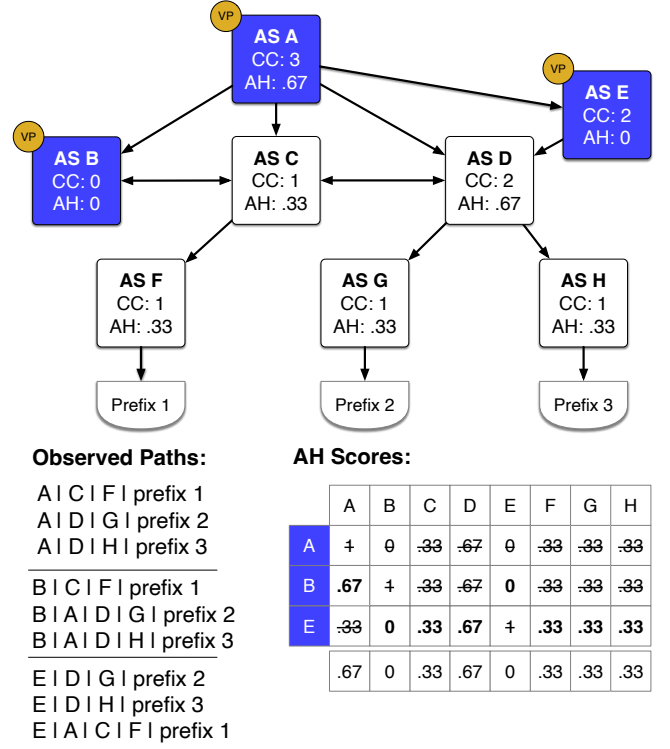 VP
AS A
CC: 3
AH: .67
VP
AS E
CC: 2
AH: 0
VP
AS B
CC: 0
AH: 0
AS C
CC: 1
AH: .33
AS D
CC: 2
AH: .67
AS F
CC: 1
AH: .33
AS G
CC: 1
AH: .33
AS H
CC: 1
AH: .33
Prefix 1
Prefix 2
Prefix 3
Observed Paths:
A | C | F | prefix 1
A | D | G | prefix 2
A | D | H | prefix 3
B | C | F | prefix 1
B | A | D | G | prefix 2
B | A | D | H | prefix 3
E | D | G | prefix 2
E | D | H | prefix 3
E | A | C | F | prefix 1
AH Scores:
A B C D E F G H
A 1 0 .33 .67 0 .33 .33 .33
B .67 1 .33 .67 0 .33 .33 .33
E .33 0 .33 .67 1 .33 .33 .33
.67 0 .33 .67 0 .33 .33 .33